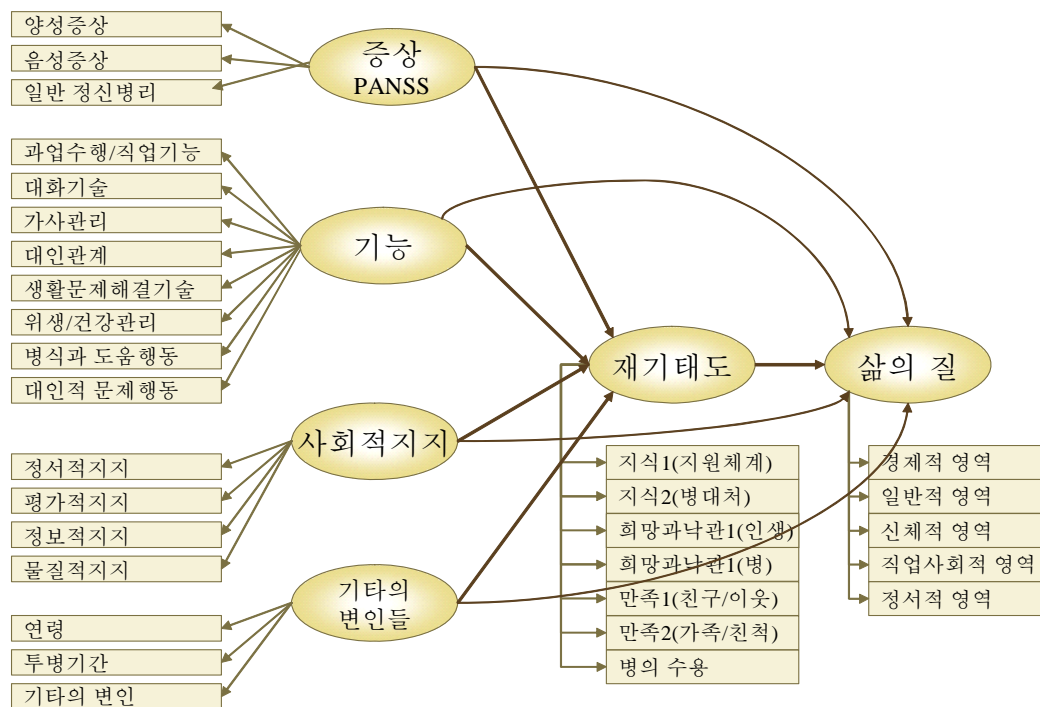 양성증상
음성증상
일반 정신병리
증상
PANSS
과업수행/직업기능
대화기술
가사관리
대인관계
생활문제해결기술
위생/건강관리
병식과 도움행동
대인적 문제행동
기능
재기태도
삶의 질
사회적지지
정서적지지
평가적지지
정보적지지
물질적지지
기타의
변인들
연령
투병기간
기타의 변인
지식1(지원체계)
지식2(병대처)
희망과낙관1(인생)
희망과낙관1(병)
만족1(친구/이웃)
만족2(가족/친척)
병의 수용
경제적 영역
일반적 영역
신체적 영역
직업사회적 영역
정서적 영역